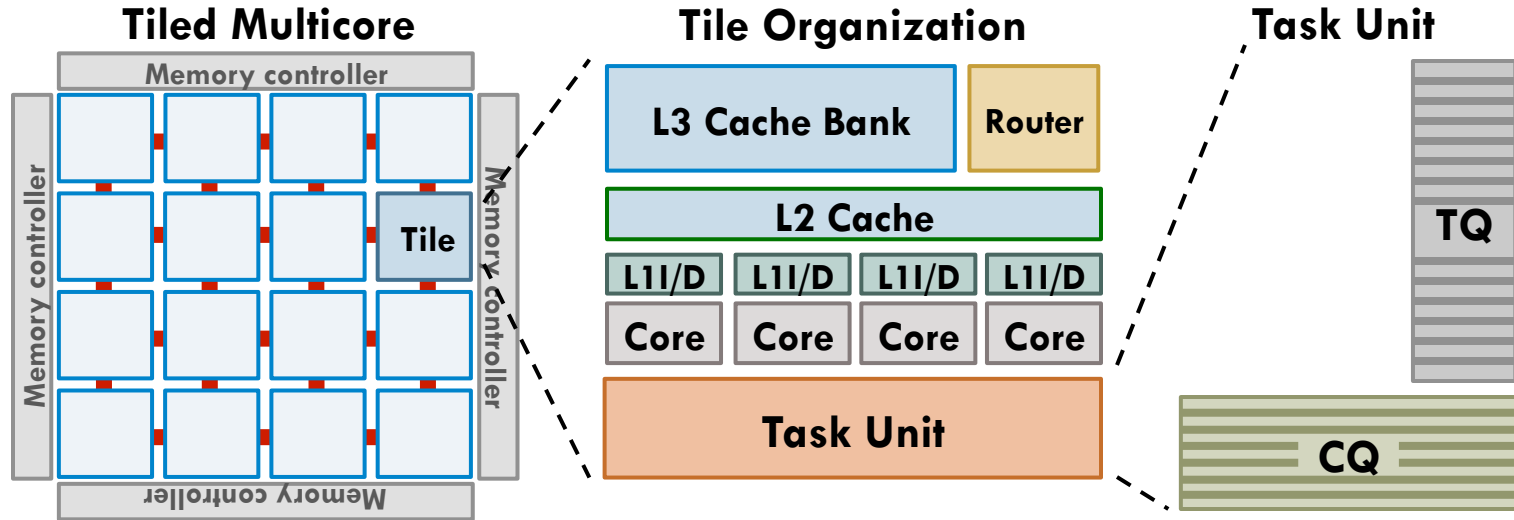 Tiled Multicore
Memory controller
Memory controller
Tile
Memory controller
Memory controller
Tile Organization
L3 Cache Bank
Router
L2 Cache
L1I/D
L1I/D
L1I/D
L1I/D
Core
Core
Core
Core
Task Unit
Task Unit
TQ
CQ